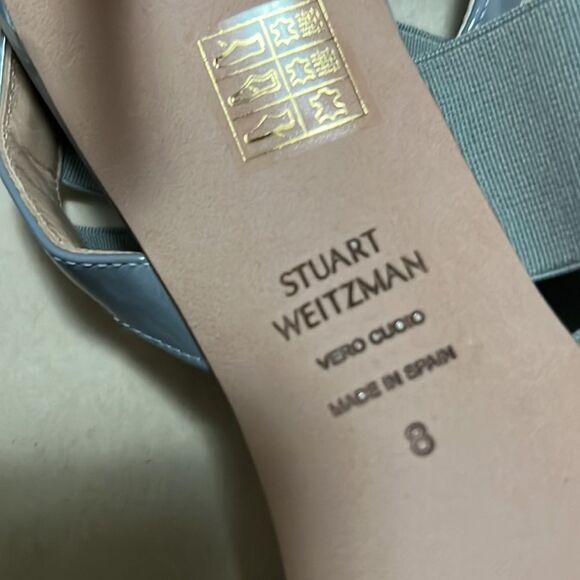 STUART
WEITZMAN
VERO CUOIO
MADE IN SPAIN
8